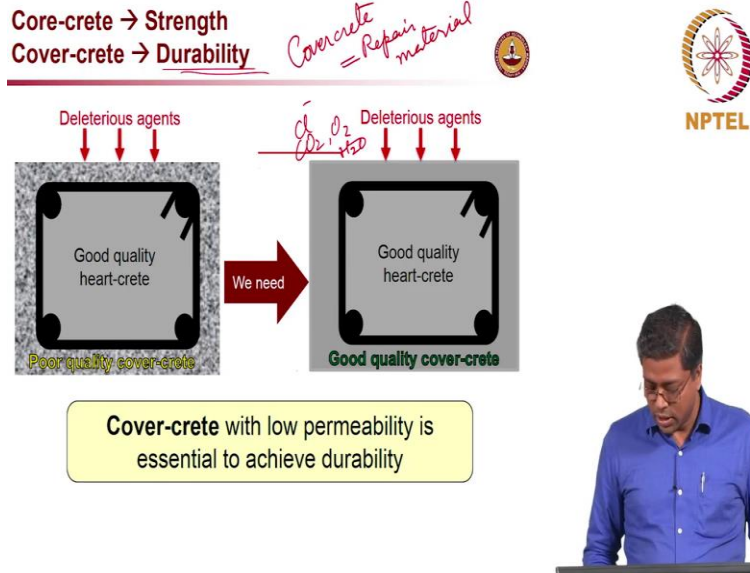 Core-crete → Strength
Cover-crete → Durability
Covercrete
= Repair
material
NPTEL
Deleterious agents
Cl⁻
CO2, O2
H2O
Deleterious agents
Good quality
heart-crete
Poor quality cover-crete
We need
Good quality
heart-crete
Good quality cover-crete
Cover-crete with low permeability is
essential to achieve durability